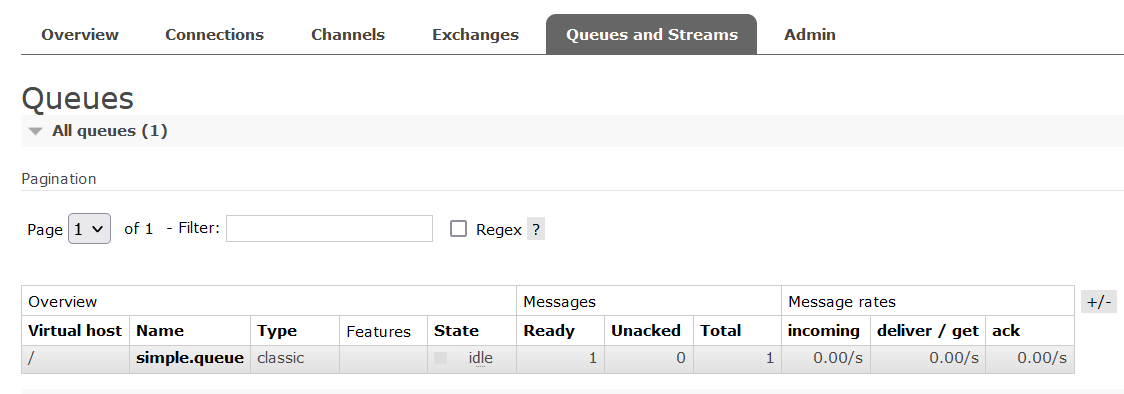 Overview Connections Channels Exchanges Queues and Streams Admin
Queues
All queues (1)
Pagination
Page 1 of 1 - Filter: Regex ?
Overview Messages Message rates +/-
Virtual host Name Type Features State Ready Unacked Total incoming deliver / get ack
/ simple.queue classic idle 1 0 1 0.00/s 0.00/s 0.00/s